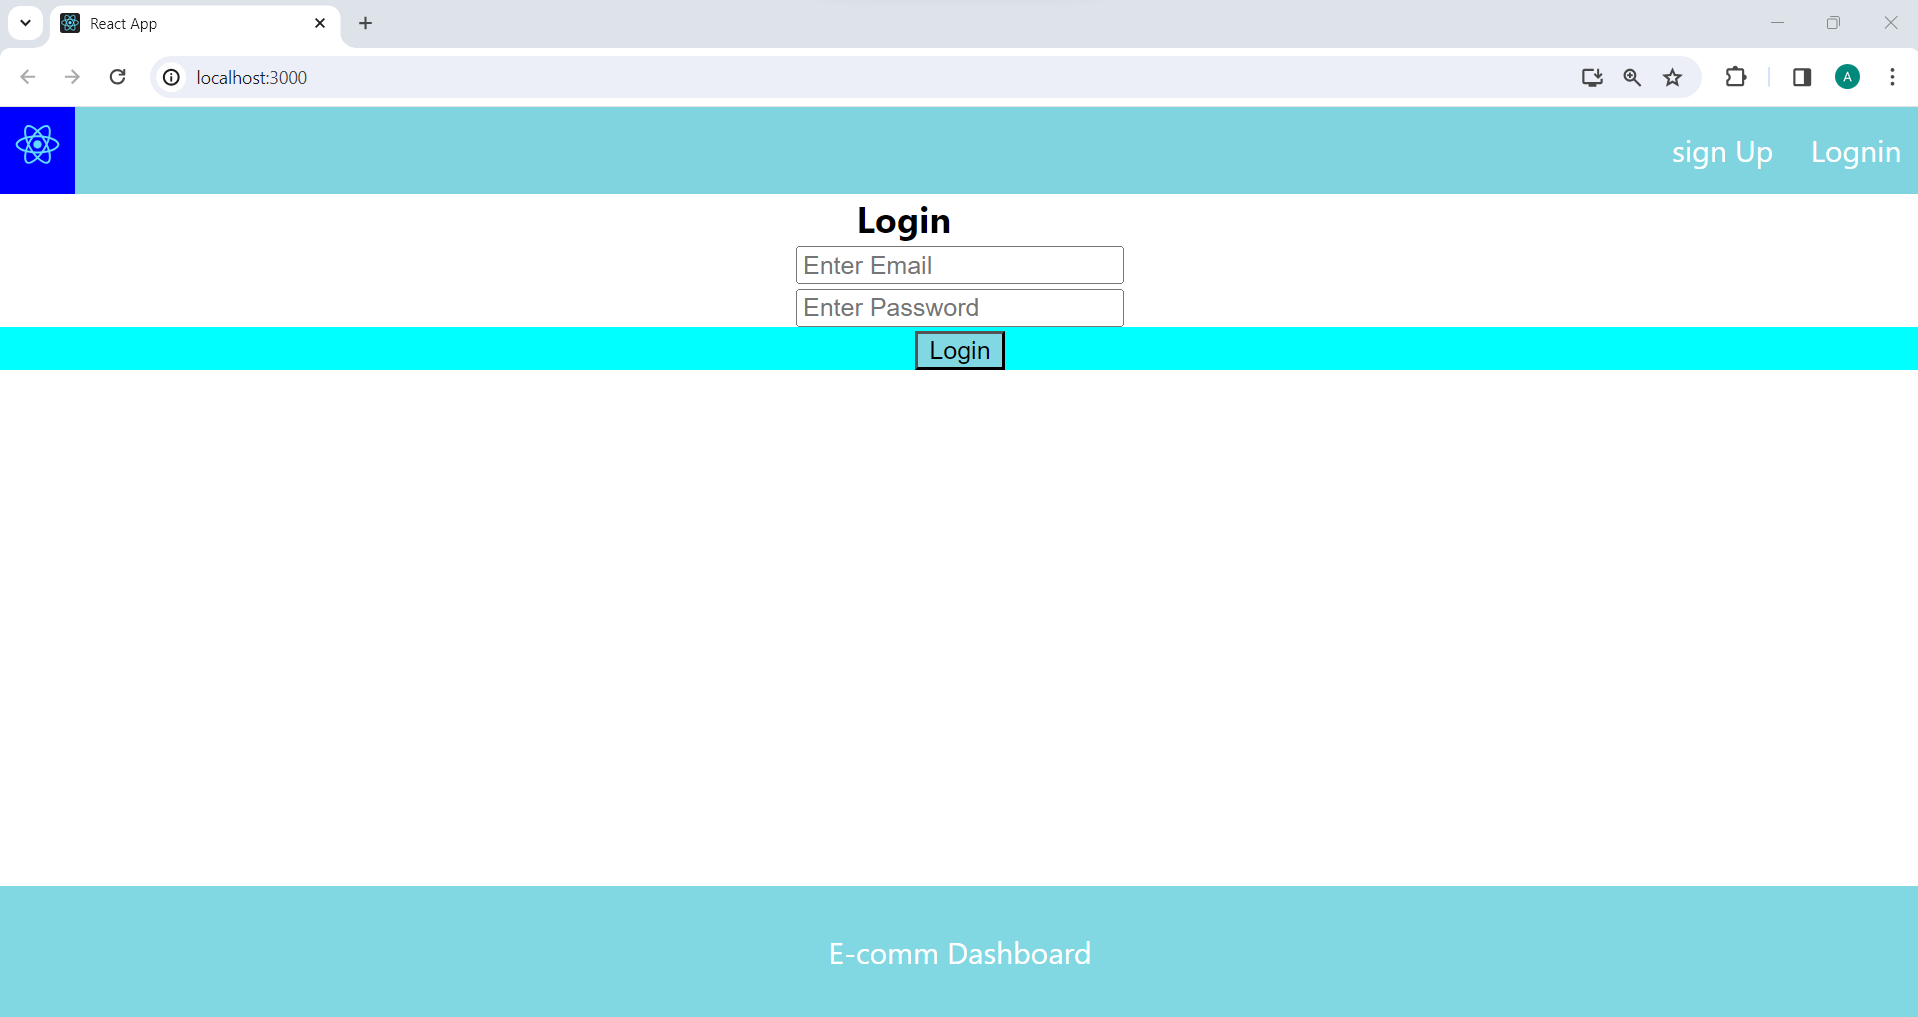 React App
localhost:3000
A
sign Up Lognin
Login
Enter Email
Enter Password
Login
E-comm Dashboard